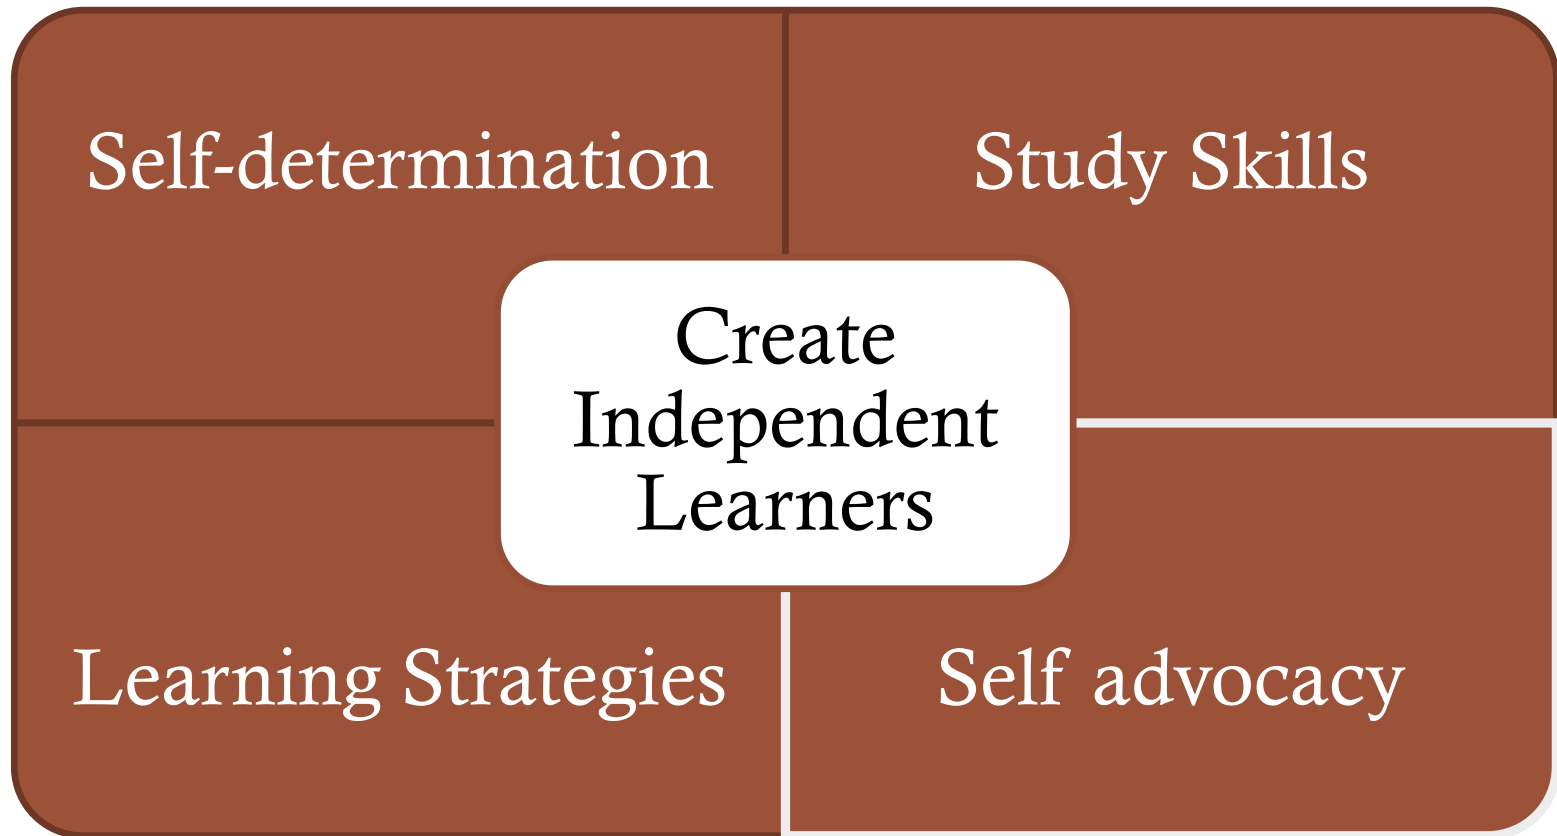 Self-determination
Study Skills
Create
Independent
Learners
Learning Strategies
Self advocacy